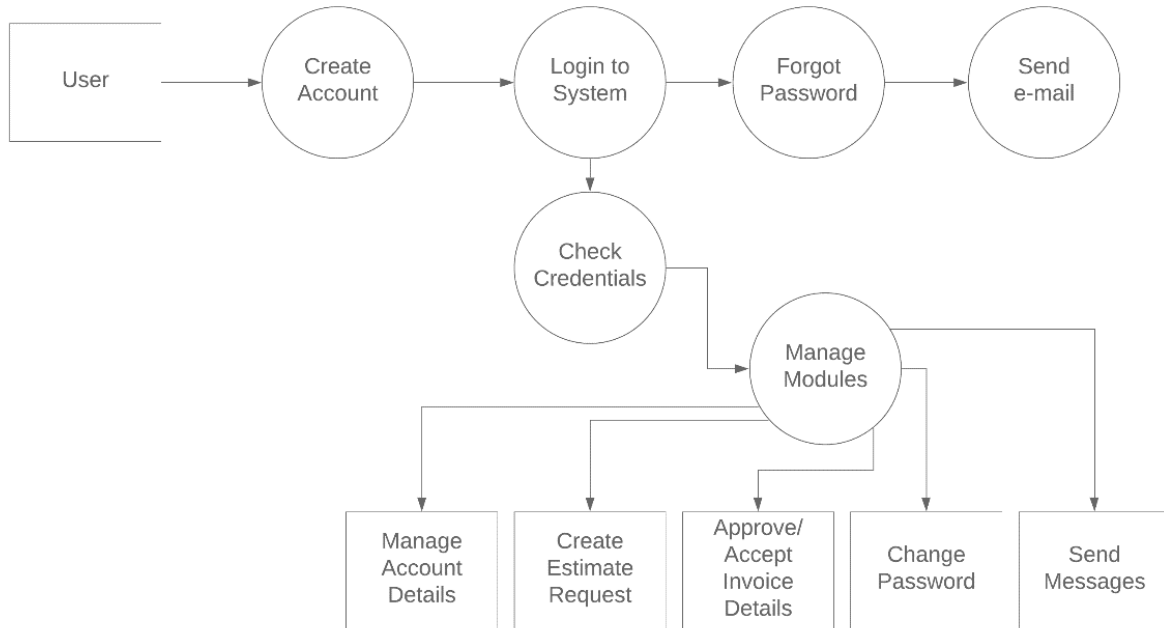 User
Create
Account
Login to
System
Forgot
Password
Send
e-mail
Check
Credentials
Manage
Modules
Manage
Account
Details
Create
Estimate
Request
Approve/
Accept
Invoice
Details
Change
Password
Send
Messages